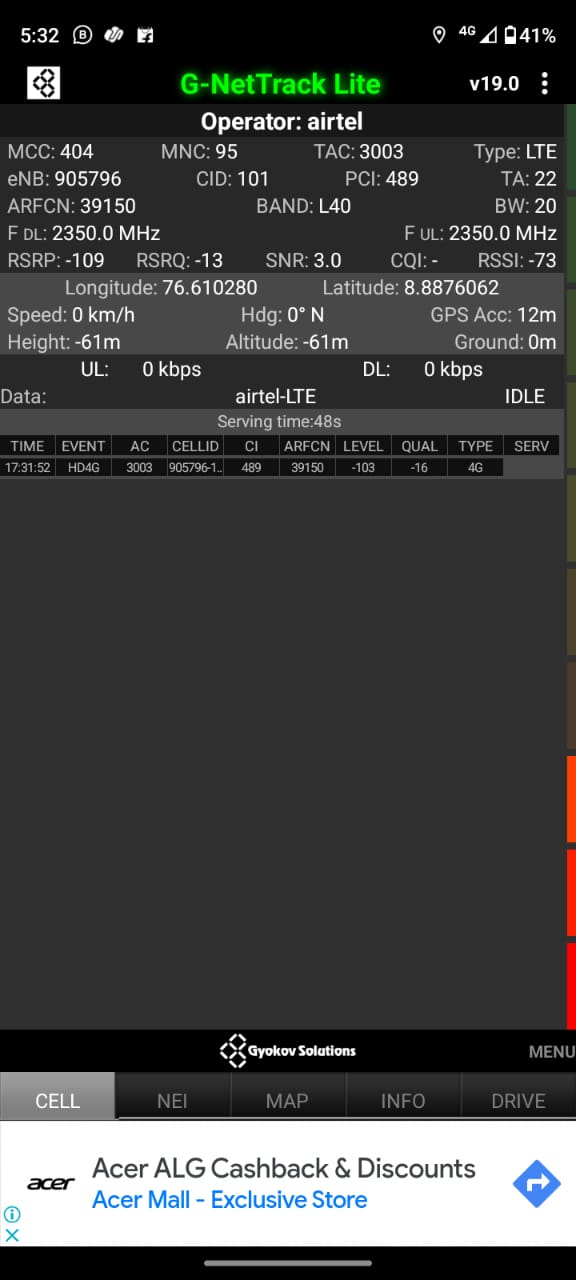 5:32 4G 41%
G-NetTrack Lite v19.0
Operator: airtel
MCC: 404 MNC: 95 TAC: 3003 Type: LTE
eNB: 905796 CID: 101 PCI: 489 TA: 22
ARFCN: 39150 BAND: L40 BW: 20
F DL: 2350.0 MHz F UL: 2350.0 MHz
RSRP: -109 RSRQ: -13 SNR: 3.0 CQI: - RSSI: -73
Longitude: 76.610280 Latitude: 8.8876062
Speed: 0 km/h Hdg: 0° N GPS Acc: 12m
Height: -61m Altitude: -61m Ground: 0m
UL: 0 kbps DL: 0 kbps
Data: airtel-LTE IDLE
Serving time:48s
TIME EVENT AC CELLID CI ARFCN LEVEL QUAL TYPE SERV
17:31:52 HD4G 3003 905796-1.. 489 39150 -103 -16 4G
Gyokov Solutions MENU
CELL NEI MAP INFO DRIVE
acer Acer ALG Cashback & Discounts
Acer Mall - Exclusive Store